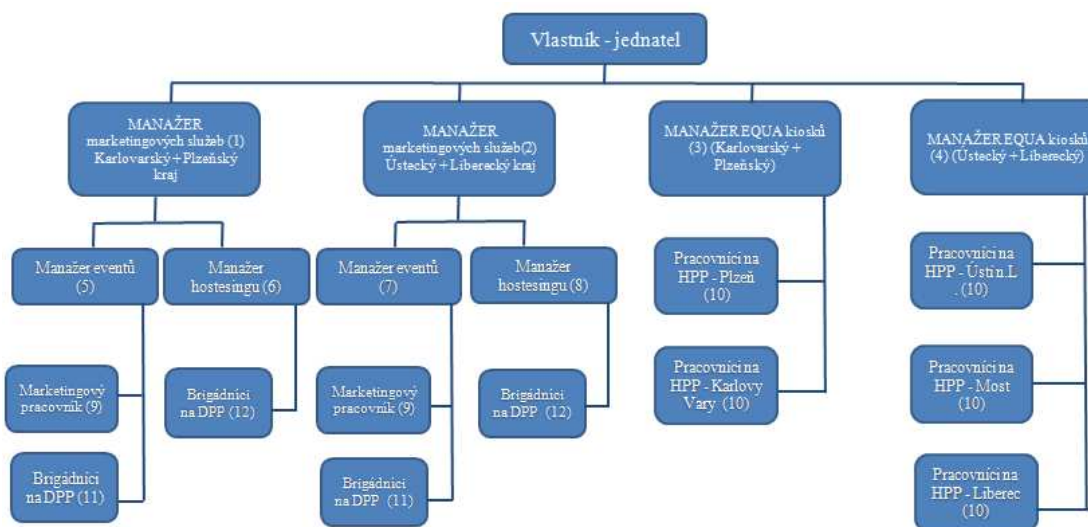 Vlastník - jednatel
MANAŽER
marketingových služeb (1)
Karlovarský + Plzeňský
kraj
MANAŽER
marketingových služeb(2)
Ústecký + Liberecký kraj
MANAŽER EQUA kiosků
(3) (Karlovarský +
Plzeňský)
MANAŽER EQUA kiosků
(4) (Ústecký + Liberecký)
Manažer eventů
(5)
Manažer
hostesingu (6)
Manažer eventů
(7)
Manažer
hostesingu (8)
Pracovníci na
HPP - Plzeň
(10)
Pracovníci na
HPP - Ústí n.L
. (10)
Marketingový
pracovník (9)
Brigádníci
na DPP (12)
Marketingový
pracovník (9)
Brigádníci
na DPP (12)
Pracovníci na
HPP - Karlovy
Vary (10)
Pracovníci na
HPP - Most
(10)
Brigádníci
na DPP (11)
Brigádníci
na DPP (11)
Pracovníci na
HPP - Liberec
(10)